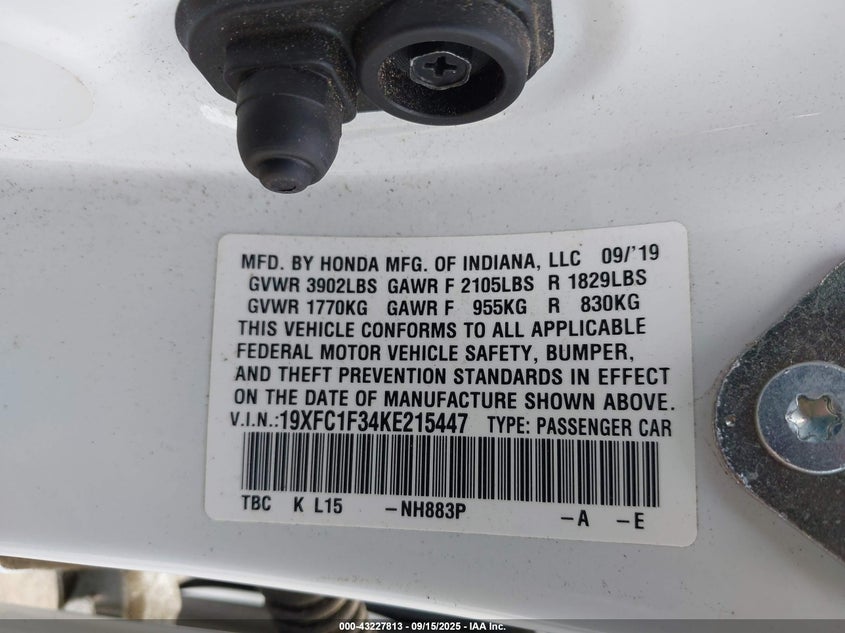 MFD. BY HONDA MFG. OF INDIANA, LLC 09/'19
GVWR 3902LBS GAWR F 2105LBS R 1829LBS
GVWR 1770KG GAWR F 955KG R 830KG
THIS VEHICLE CONFORMS TO ALL APPLICABLE
FEDERAL MOTOR VEHICLE SAFETY, BUMPER,
AND THEFT PREVENTION STANDARDS IN EFFECT
ON THE DATE OF MANUFACTURE SHOWN ABOVE.
V.I.N.:19XFC1F34KE215447 TYPE: PASSENGER CAR
TBC K L15 -NH883P -A -E
000-43227813 - 09/15/2025 - IAA Inc.